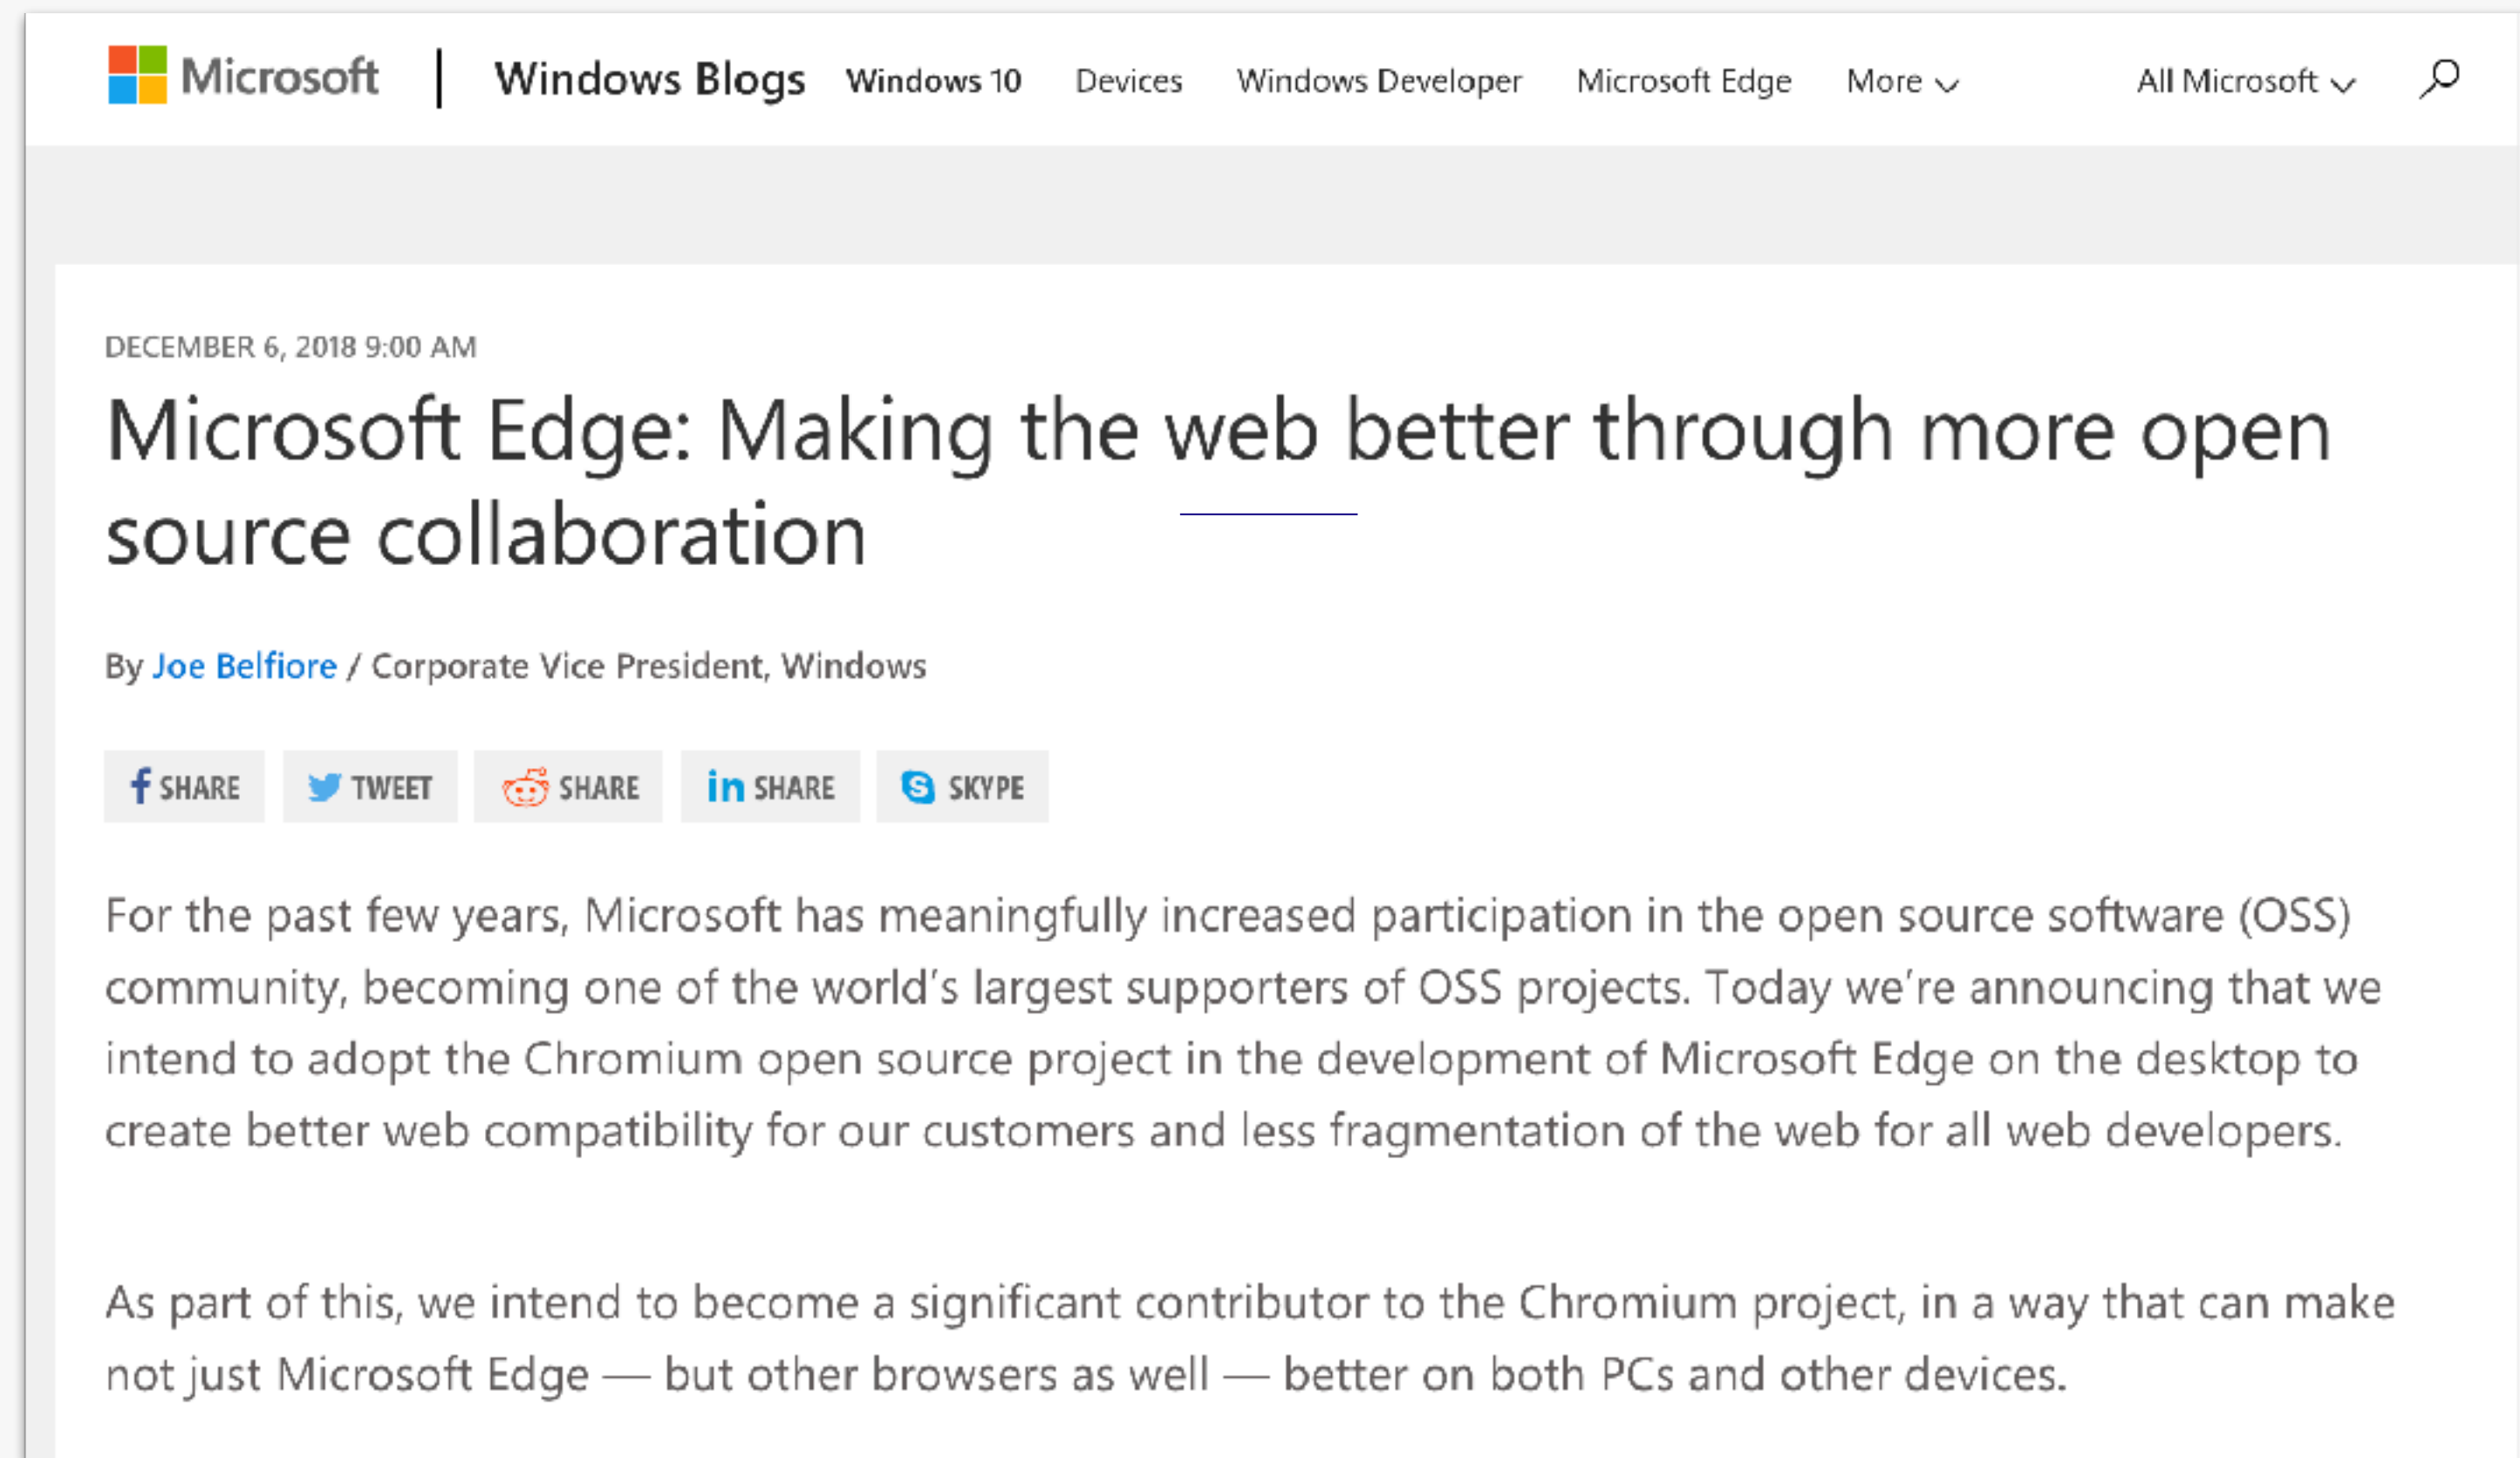 Microsoft | Windows Blogs Windows 10 Devices Windows Developer Microsoft Edge More All Microsoft
DECEMBER 6, 2018 9:00 AM
Microsoft Edge: Making the web better through more open
source collaboration
By Joe Belfiore / Corporate Vice President, Windows
SHARE TWEET SHARE in SHARE SKYPE
For the past few years, Microsoft has meaningfully increased participation in the open source software (OSS)
community, becoming one of the world’s largest supporters of OSS projects. Today we’re announcing that we
intend to adopt the Chromium open source project in the development of Microsoft Edge on the desktop to
create better web compatibility for our customers and less fragmentation of the web for all web developers.
As part of this, we intend to become a significant contributor to the Chromium project, in a way that can make
not just Microsoft Edge — but other browsers as well — better on both PCs and other devices.